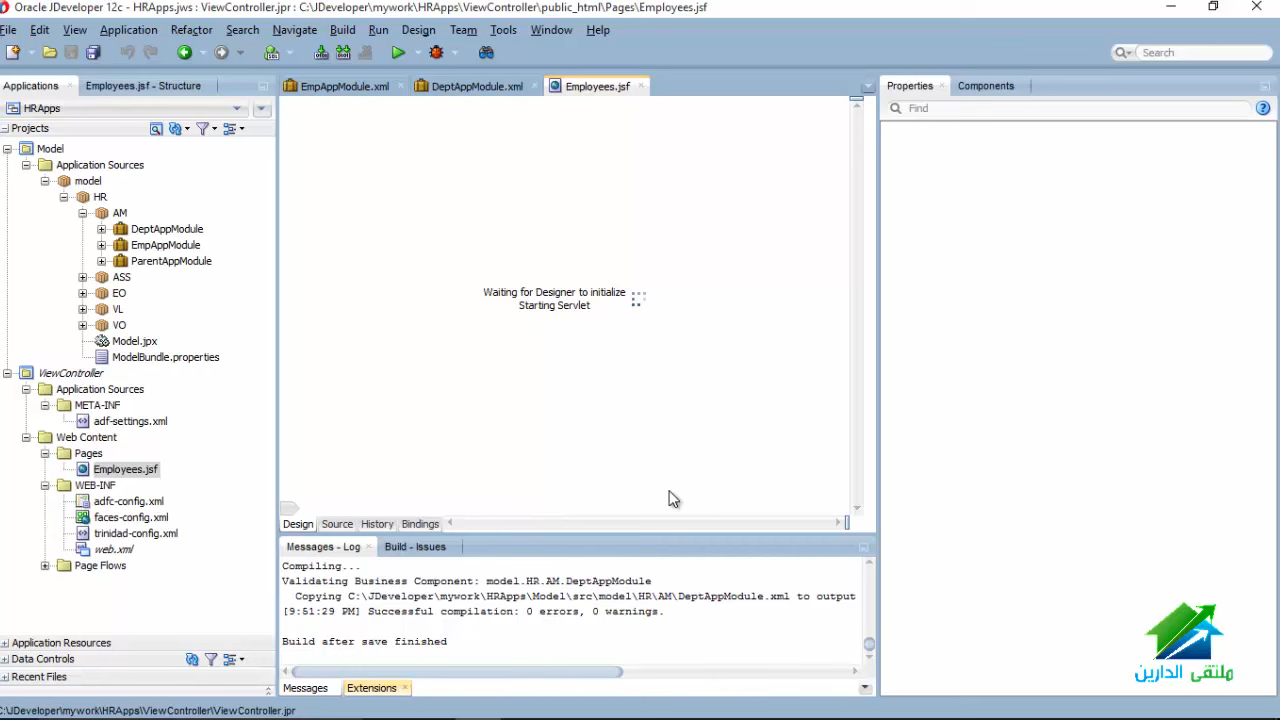 Oracle JDeveloper 12c - HRApps.jws : ViewController.jpr : C:\JDeveloper\mywork\HRApps\ViewController\public_html\Pages\Employees.jsf
File Edit View Application Refactor Search Navigate Build Run Design Team Tools Window Help
Search
Applications Employees.jsf - Structure
EmpAppModule.xml DeptAppModule.xml Employees.jsf
Properties Components
HRApps
Find
Projects
Model
Application Sources
model
HR
AM
DeptAppModule
EmpAppModule
ParentAppModule
ASS
EO
VL
VO
Model.jpx
ModelBundle.properties
ViewController
Application Sources
META-INF
adf-settings.xml
Web Content
Pages
Employees.jsf
WEB-INF
adfc-config.xml
faces-config.xml
trinidad-config.xml
web.xml
Page Flows
Application Resources
Data Controls
Recent Files
Waiting for Designer to initialize
Starting Servlet
Design Source History Bindings
Messages - Log Build - Issues
Compiling...
Validating Business Component: model.HR.AM.DeptAppModule
Copying C:\JDeveloper\mywork\HRApps\Model\src\model\HR\AM\DeptAppModule.xml to output
[9:51:29 PM] Successful compilation: 0 errors, 0 warnings.
Build after save finished
Messages Extensions
ملتقى الدارين
C:\JDeveloper\mywork\HRApps\ViewController\ViewController.jpr